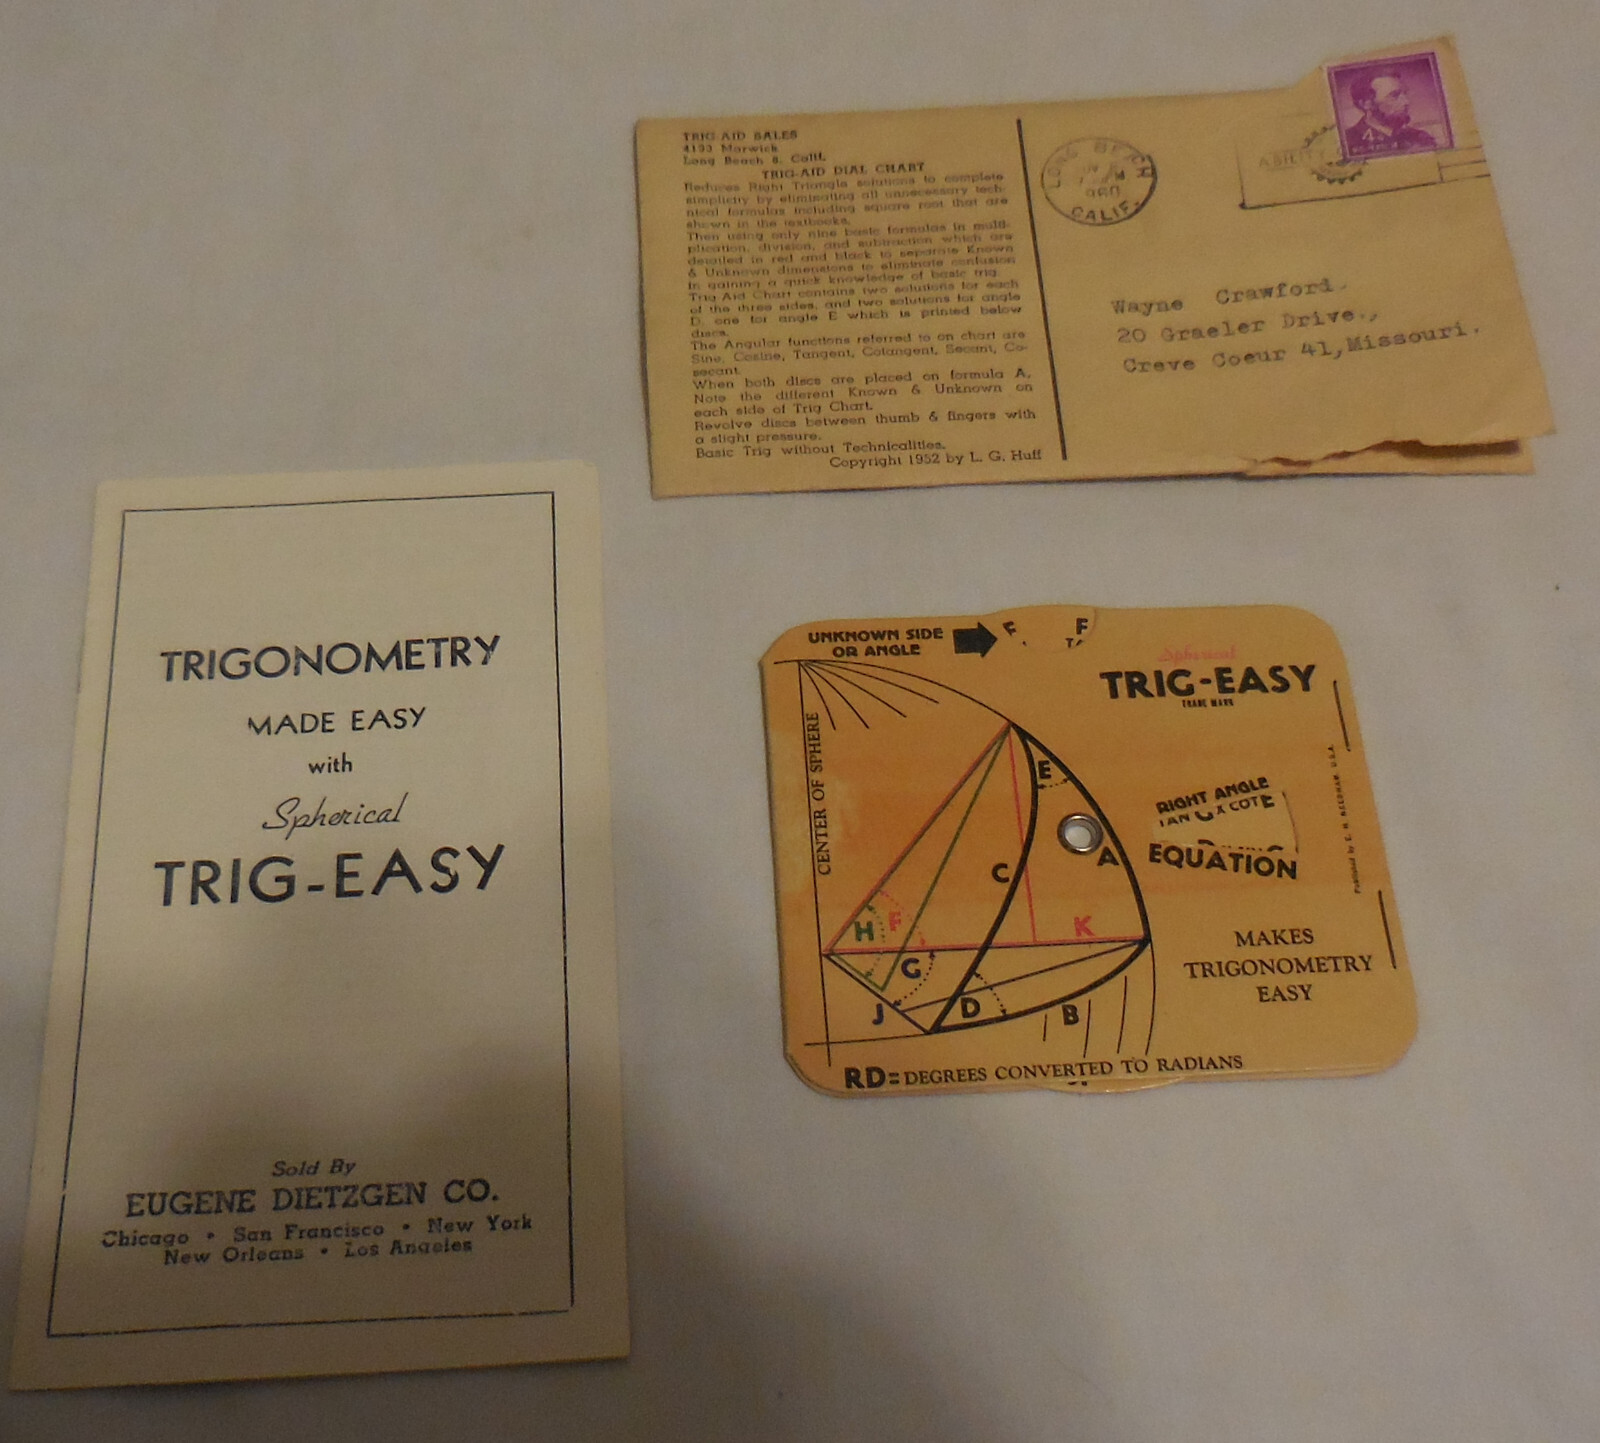 TRIG-AID SALES
4193 Marwick
Long Beach 8, Calif.
TRIG-AID DIAL CHART
Reduces Right Triangle solutions to complete
simplicity by eliminating all unnecessary tech-
nical formulas including square root that are
shown in the textbooks.
Then using only nine basic formulas in multi-
plication, division, and subtraction which are
detailed in red and black to separate Known
& Unknown dimensions to eliminate confusion
in gaining a quick knowledge of basic trig
Trig Aid Chart contains two solutions for each
of the three sides, and two solutions for angle
D, one for angle E which is printed below
discs.
The Angular functions referred to on chart are
Sine, Cosine, Tangent, Cotangent, Secant, Co-
secant.
When both discs are placed on formula A,
Note the different Known & Unknown on
each side of Trig Chart.
Revolve discs between thumb & fingers with
a slight pressure.
Basic Trig without Technicalities.
Copyright 1952 by L. G. Huff
LONG BEACH
CALIF.
ABILITY
4¢
Wayne Crawford.
20 Graeler Drive.,
Creve Coeur 41,Missouri.
TRIGONOMETRY
MADE EASY
with
Spherical
TRIG-EASY
Sold By
EUGENE DIETZGEN CO.
Chicago • San Francisco • New York
New Orleans • Los Angeles
UNKNOWN SIDE
OR ANGLE
F
F
Spherical
TRIG-EASY
TRADE MARK
CENTER OF SPHERE
E
C
A
H
F
K
G
J
D
B
RIGHT ANGLE
TAN G X COT E
EQUATION
MAKES
TRIGONOMETRY
EASY
RD=DEGREES CONVERTED TO RADIANS